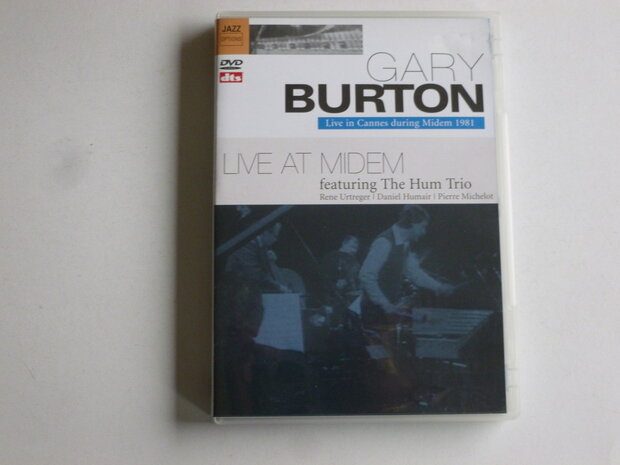 JAZZ
OPTIONS
DVD
dts
GARY
BURTON
Live in Cannes during Midem 1981
LIVE AT MIDEM
featuring The Hum Trio
Rene Urtreger | Daniel Humair | Pierre Michelot